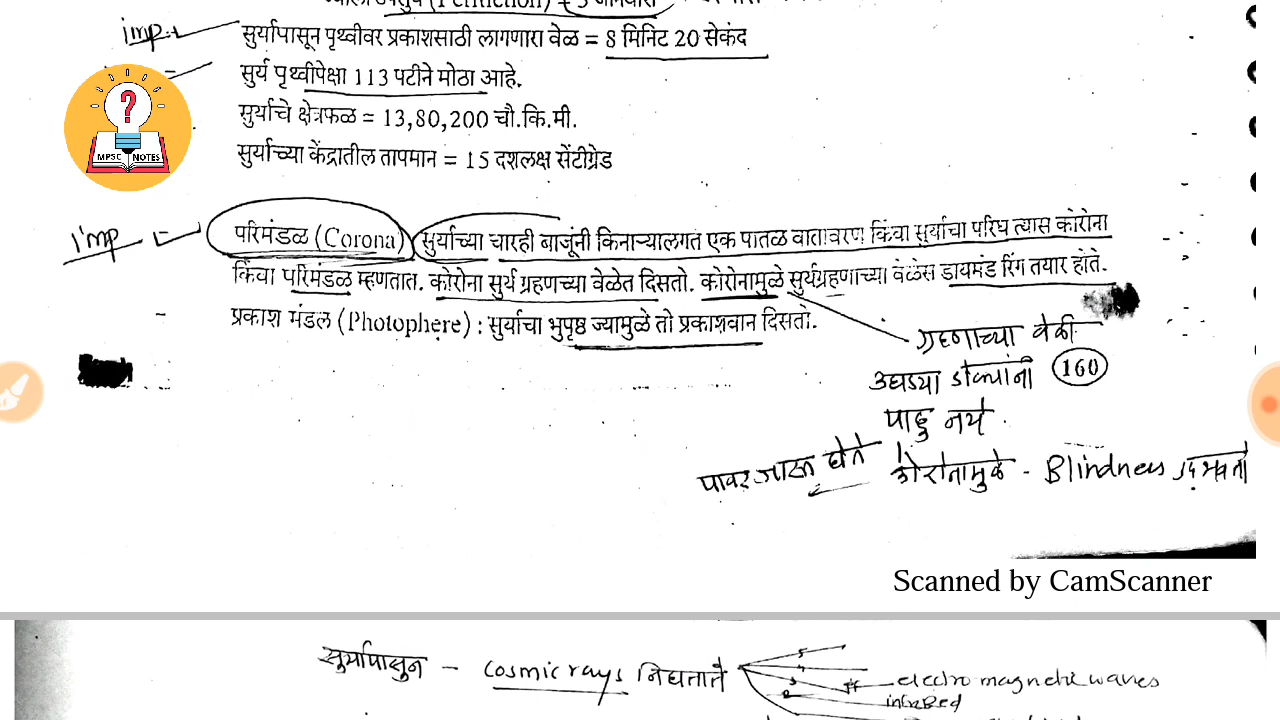 (Perithelion)
imp. सुर्यापासून पृथ्वीवर प्रकाशसाठी लागणारा वेळ = 8 मिनिट 20 सेकंद
सुर्य पृथ्वीपेक्षा 113 पटीने मोठा आहे.
MPSC NOTES
सुर्याचे क्षेत्रफळ = 13,80,200 चौ.कि.मी.
सुर्याच्या केंद्रातील तापमान = 15 दशलक्ष सेंटीग्रेड
imp परिमंडळ (Corona) सुर्याच्या चारही बाजूंनी किनाऱ्यालगत एक पातळ वातावरण किंवा सुर्याचा परिघ त्यास कोरोना
किंवा परिमंडळ म्हणतात. कोरोना सुर्य ग्रहणच्या वेळेत दिसतो. कोरोनामुळे सुर्यग्रहणाच्या वेळेस डायमंड रिंग तयार होते.
प्रकाश मंडल (Photophere) : सुर्याचा भुपृष्ठ ज्यामुळे तो प्रकाशवान दिसतो.
ग्रहणाच्या वेळी
उघड्या डोळ्यांनी 160
पाहू नये.
पावर जास्त घेते कोरोनामुळे - Blindness
Scanned by CamScanner
सुर्यापासुन - cosmic rays निघतात
electro magnetic waves
infaRed